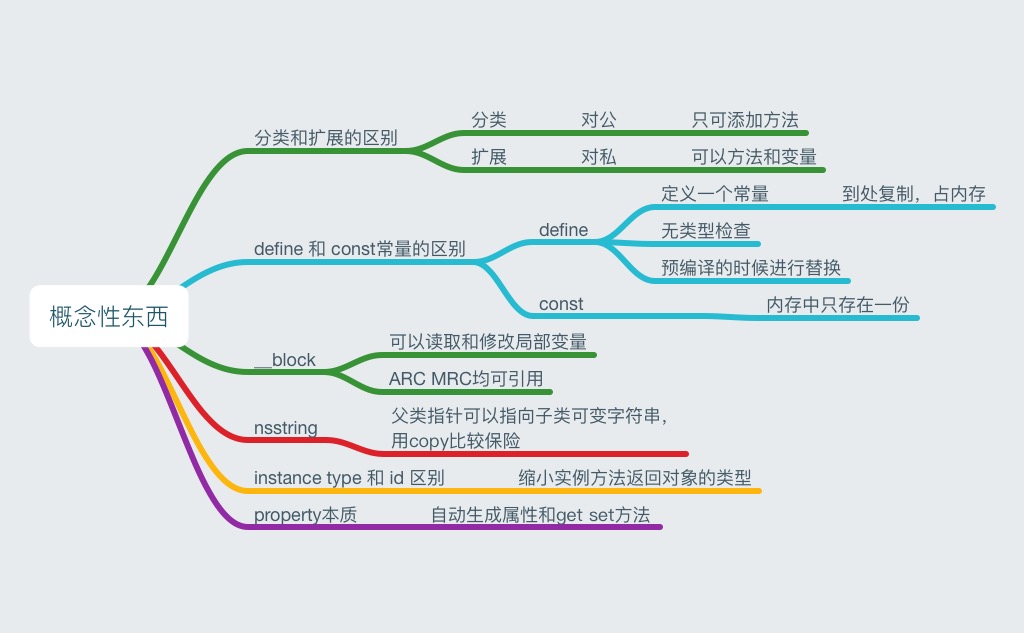 概念性东西
分类和扩展的区别
分类 对公 只可添加方法
扩展 对私 可以方法和变量
define 和 const常量的区别
define
定义一个常量 到处复制，占内存
无类型检查
预编译的时候进行替换
const 内存中只存在一份
__block
可以读取和修改局部变量
ARC MRC均可引用
nsstring
父类指针可以指向子类可变字符串，
用copy比较保险
instance type 和 id 区别 缩小实例方法返回对象的类型
property本质 自动生成属性和get set方法